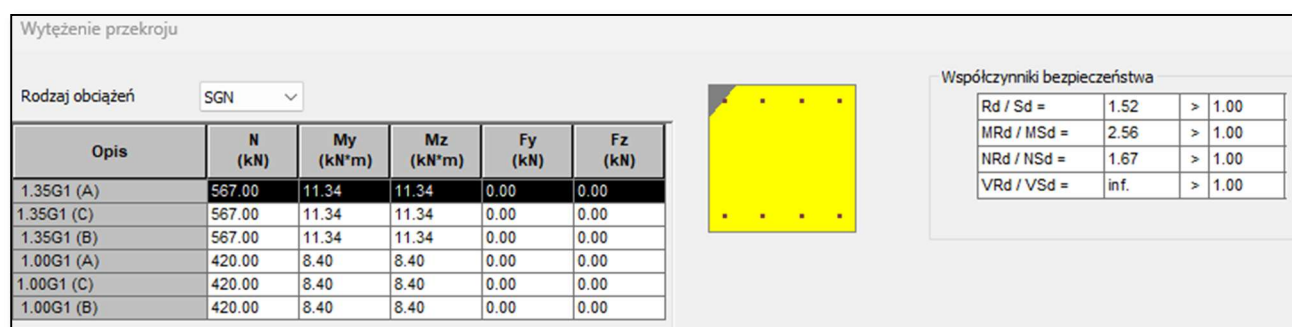 Wytężenie przekroju
Rodzaj obciążeń SGN
Opis N (kN) My (kN*m) Mz (kN*m) Fy (kN) Fz (kN)
1.35G1 (A) 567.00 11.34 11.34 0.00 0.00
1.35G1 (C) 567.00 11.34 11.34 0.00 0.00
1.35G1 (B) 567.00 11.34 11.34 0.00 0.00
1.00G1 (A) 420.00 8.40 8.40 0.00 0.00
1.00G1 (C) 420.00 8.40 8.40 0.00 0.00
1.00G1 (B) 420.00 8.40 8.40 0.00 0.00
Współczynniki bezpieczeństwa
Rd / Sd = 1.52 > 1.00
MRd / MSd = 2.56 > 1.00
NRd / NSd = 1.67 > 1.00
VRd / VSd = inf. > 1.00